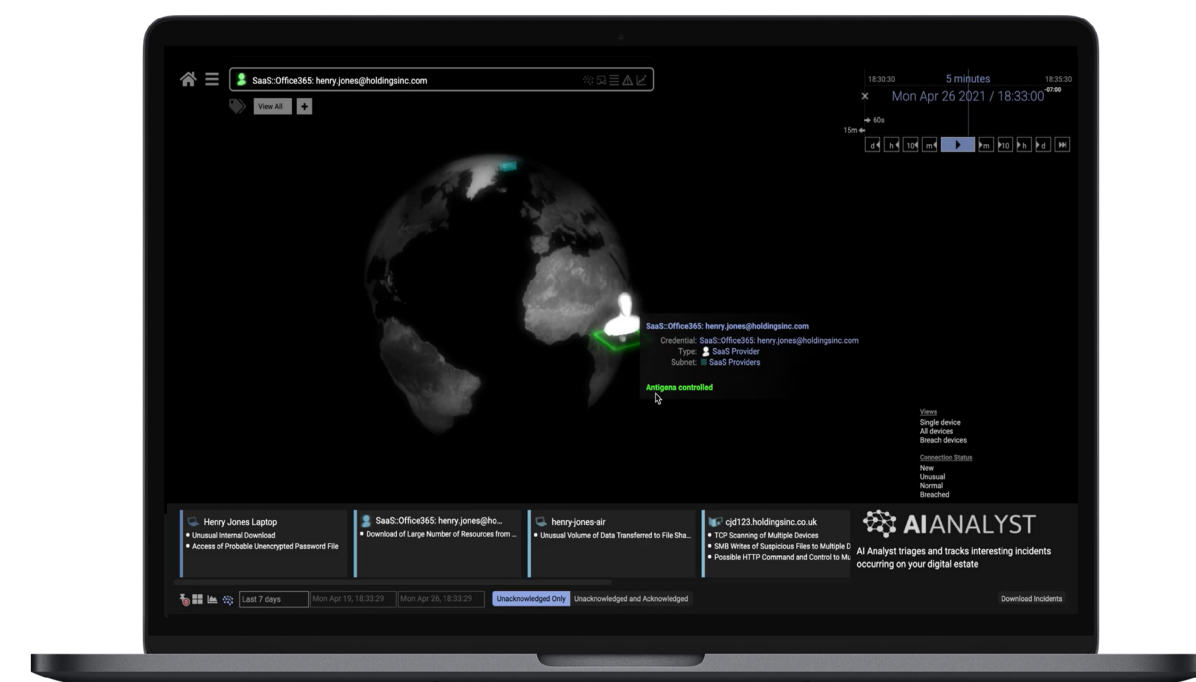 SaaS::Office365: henry.jones@holdingsinc.com
View All
+
18:30:30 5 minutes 18:35:30
Mon Apr 26 2021 / 18:33:00 -07:00
60s
15m
d h 10 m m 10 h d
SaaS::Office365: henry.jones@holdingsinc.com
Credential: SaaS::Office365: henry.jones@holdingsinc.com
Type: SaaS Provider
Subnet: SaaS Providers
Antigena controlled
Views
Single device
All devices
Breach devices
Connection Status
New
Unusual
Normal
Breached
Henry Jones Laptop
Unusual Internal Download
Access of Probable Unencrypted Password File
SaaS::Office365: henry.jones@ho...
Download of Large Number of Resources from ...
henry-jones-air
Unusual Volume of Data Transferred to File Sha...
cjd123.holdingsinc.co.uk
TCP Scanning of Multiple Devices
SMB Writes of Suspicious Files to Multiple D
Possible HTTP Command and Control to Mu
AIANALYST
AI Analyst triages and tracks interesting incidents
occurring on your digital estate
Last 7 days Mon Apr 19, 18:33:29 Mon Apr 26, 18:33:29 Unacknowledged Only Unacknowledged and Acknowledged Download Incidents